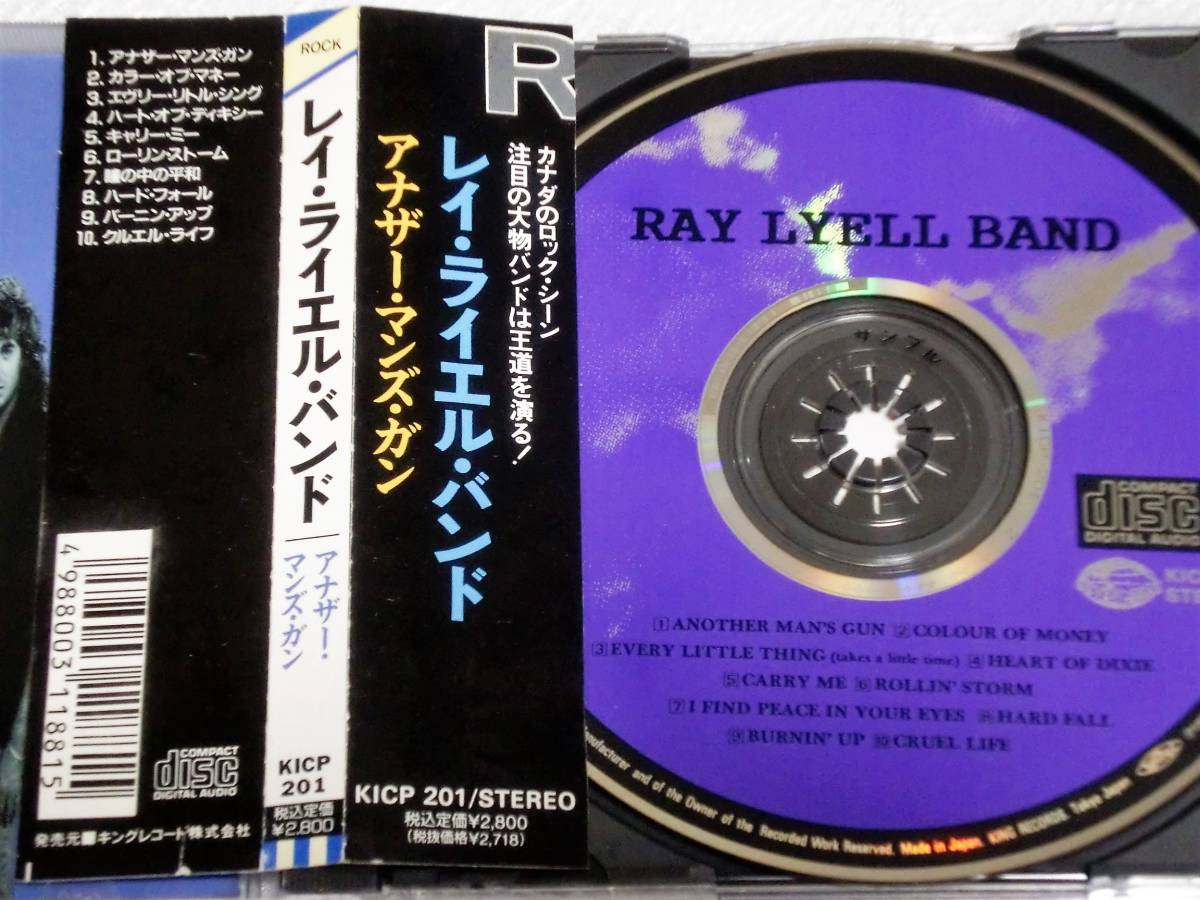 1. アナザー・マンズ・ガン
2. カラー・オブ・マネー
3. エヴリー・リトル・シング
4. ハート・オブ・ディキシー
5. キャリー・ミー
6. ローリン・ストーム
7. 瞳の中の平和
8. ハード・フォール
9. バーニン・アップ
10. クルエル・ライフ
4988003118815
COMPACT
disc
DIGITAL AUDIO
発売元■キングレコード株式会社
ROCK
レイ・ライエル・バンド
アナザー・
マンズ・ガン
KICP
201
税込定価
¥2,800
R
カナダのロック・シーン
注目の大物バンドは王道を演る!
レイ・ライエル・バンド
アナザー・マンズ・ガン
KICP 201/STEREO
税込定価¥2,800
(税抜価格¥2,718)
RAY LYELL BAND
サンプル
COMPACT
disc
DIGITAL AUDIO
1 ANOTHER MAN'S GUN 2 COLOUR OF MONEY
3 EVERY LITTLE THING (takes a little time) 4 HEART OF DIXIE
5 CARRY ME 6 ROLLIN' STORM
7 I FIND PEACE IN YOUR EYES 8 HARD FALL
9 BURNIN' UP 10 CRUEL LIFE
Manufacturer and of the Owner of the Recorded Work Reserved. Made in Japan. KING RECORDS Tokyo Japan